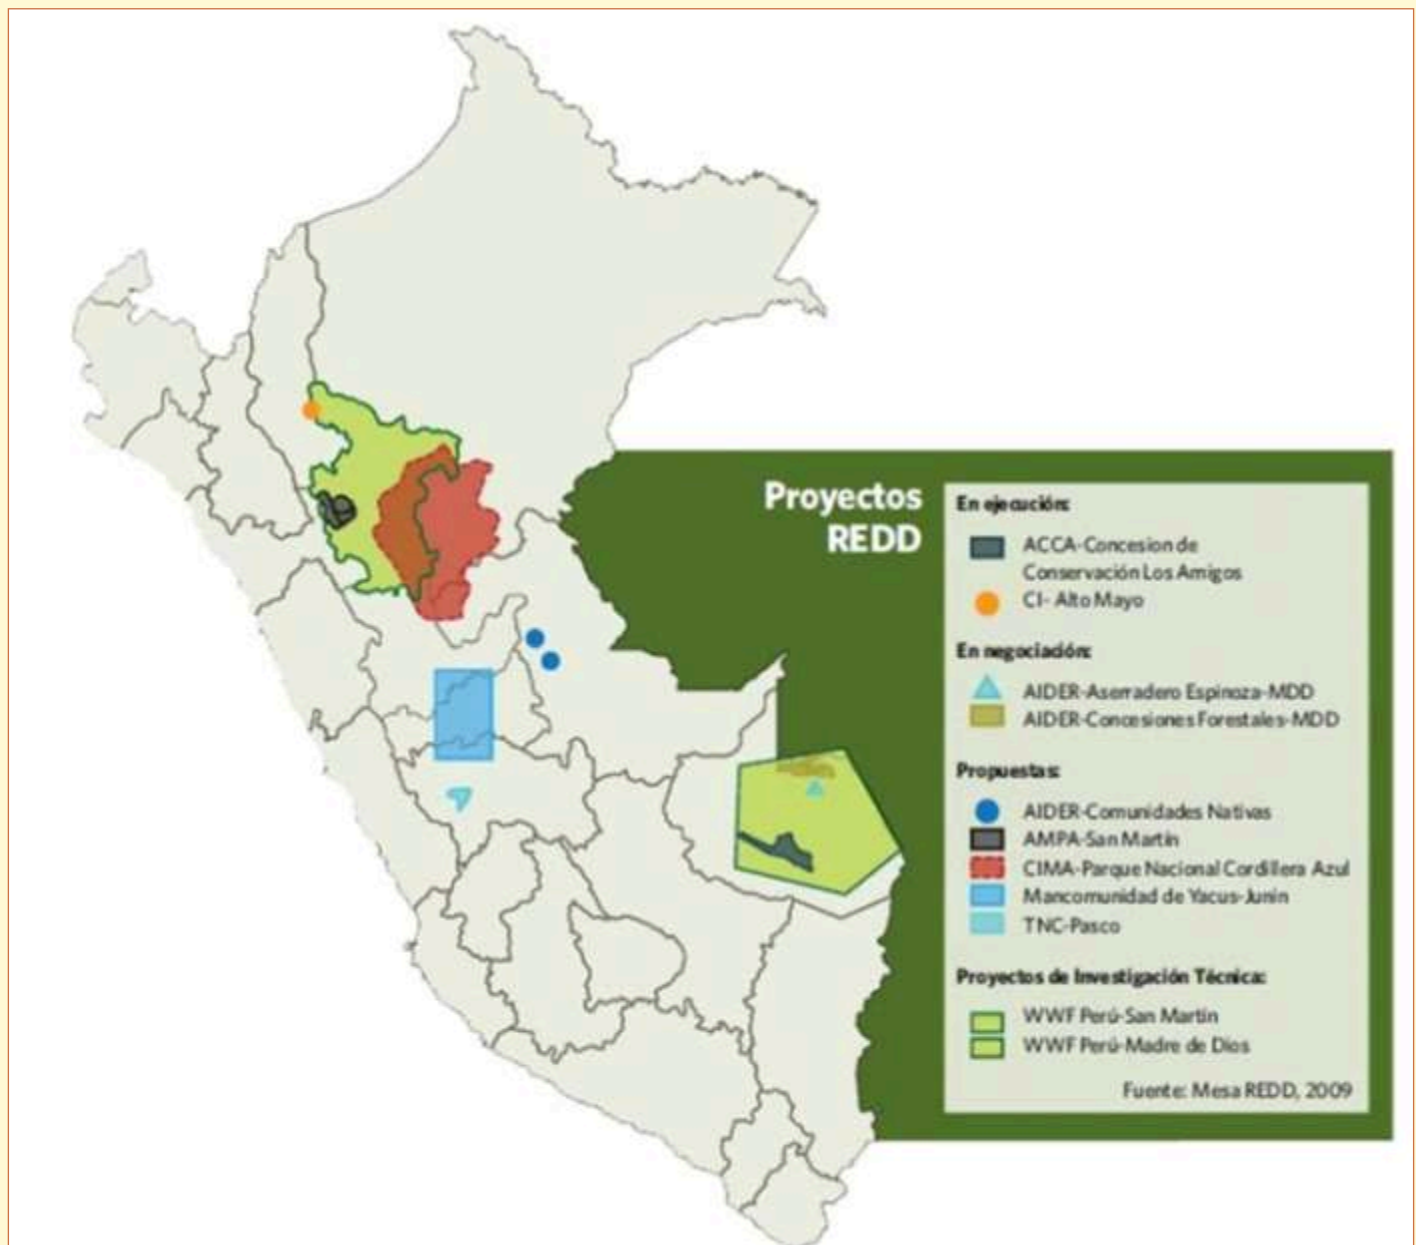 Proyectos
REDD
En ejecución:
ACCA-Concesion de
Conservación Los Amigos
CI- Alto Mayo
En negociación:
AIDER-Aserradero Espinoza-MDD
AIDER-Concesiones Forestales-MDD
Propuestas:
AIDER-Comunidades Nativas
AMPA-San Martín
CIMA-Parque Nacional Cordillera Azul
Mancomunidad de Yacus-Junin
TNC-Pasco
Proyectos de Investigación Técnica:
WWF Perú-San Martín
WWF Perú-Madre de Dios
Fuente: Mesa REDD, 2009